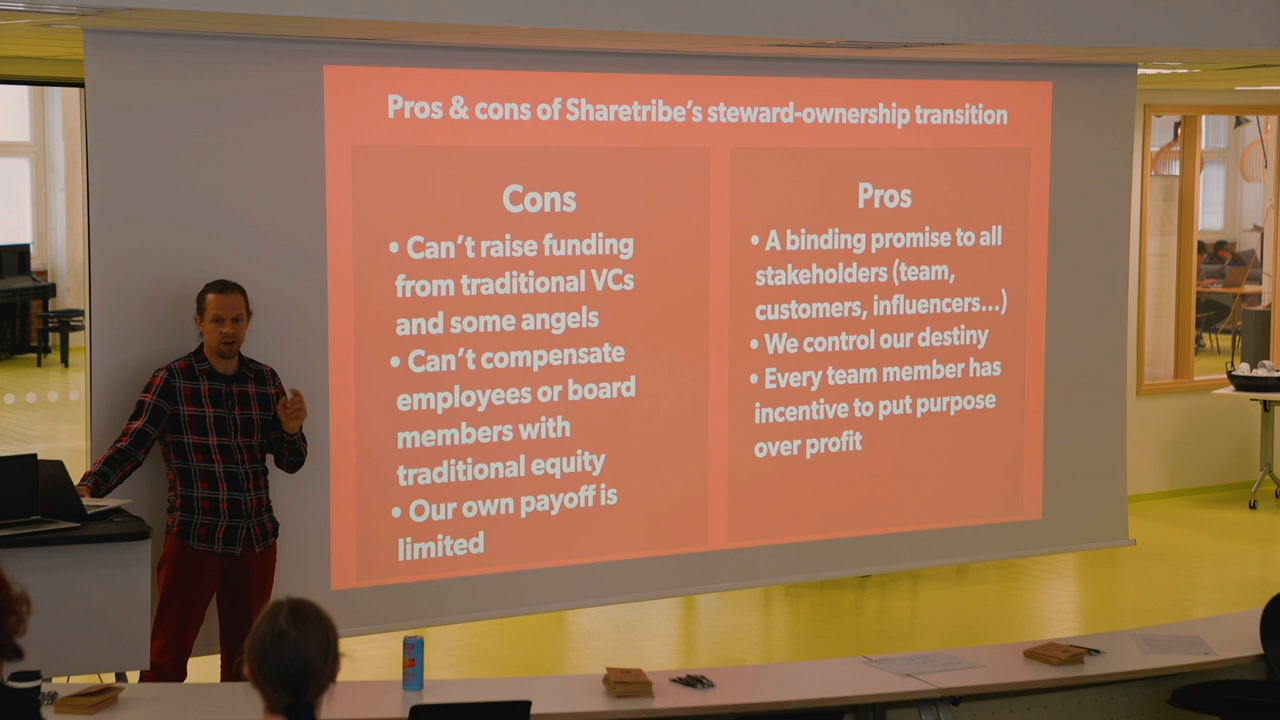 Pros & cons of Sharetribe's steward-ownership transition
Cons
• Can't raise funding
from traditional VCs
and some angels
• Can't compensate
employees or board
members with
traditional equity
• Our own payoff is
limited
Pros
• A binding promise to all
stakeholders (team,
customers, influencers...)
• We control our destiny
• Every team member has
incentive to put purpose
over profit